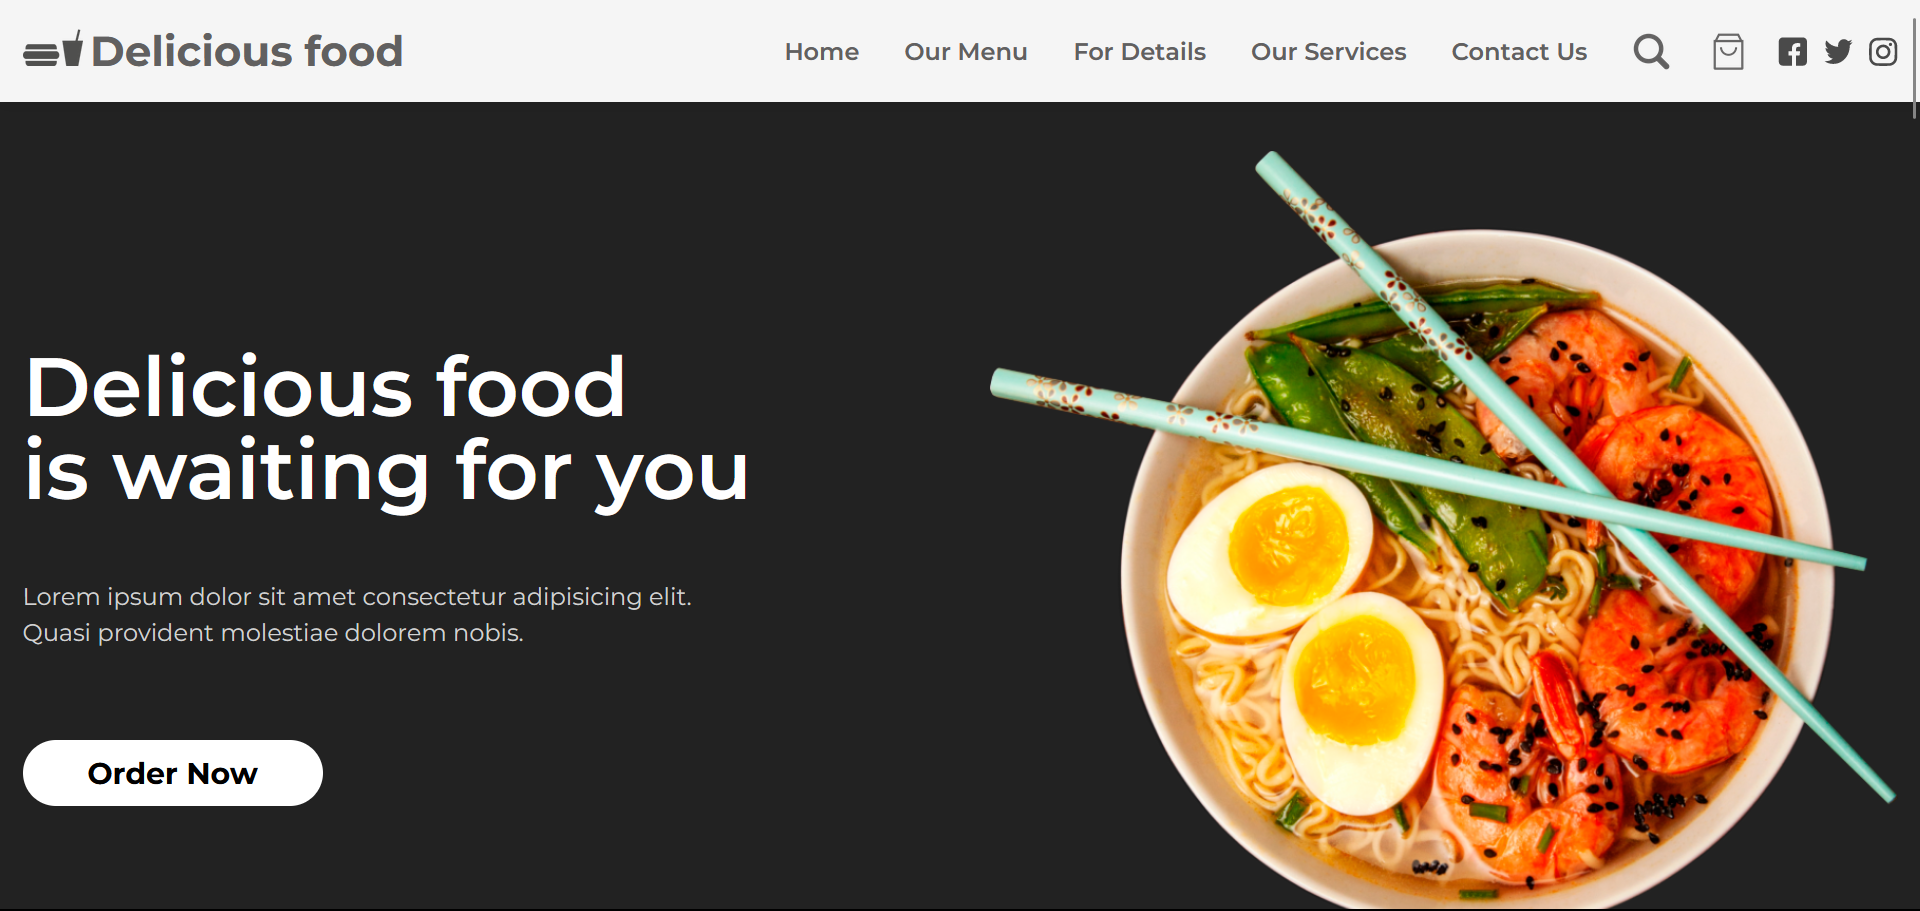 Delicious food
Home
Our Menu
For Details
Our Services
Contact Us
Delicious food
is waiting for you
Lorem ipsum dolor sit amet consectetur adipisicing elit.
Quasi provident molestiae dolorem nobis.
Order Now